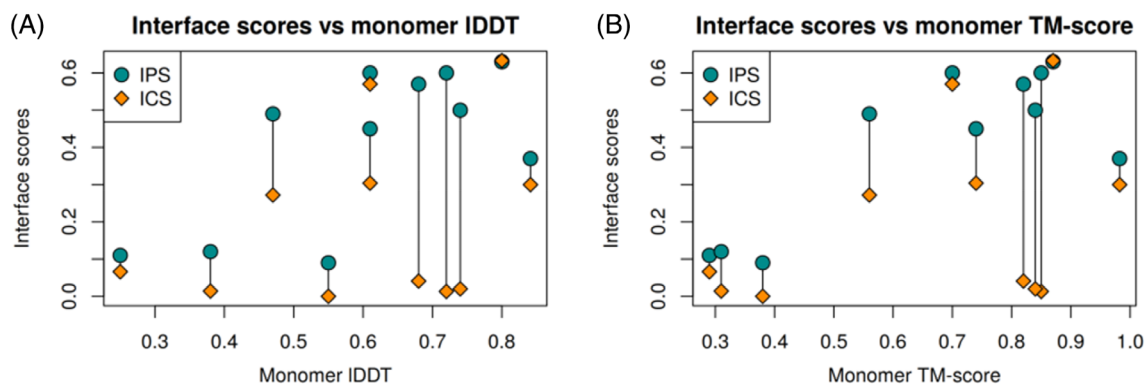 (A)
Interface scores vs monomer lDDT
IPS
ICS
Interface scores
0.0
0.2
0.4
0.6
0.3 0.4 0.5 0.6 0.7 0.8
Monomer lDDT
(B)
Interface scores vs monomer TM-score
IPS
ICS
Interface scores
0.0
0.2
0.4
0.6
0.3 0.4 0.5 0.6 0.7 0.8 0.9 1.0
Monomer TM-score